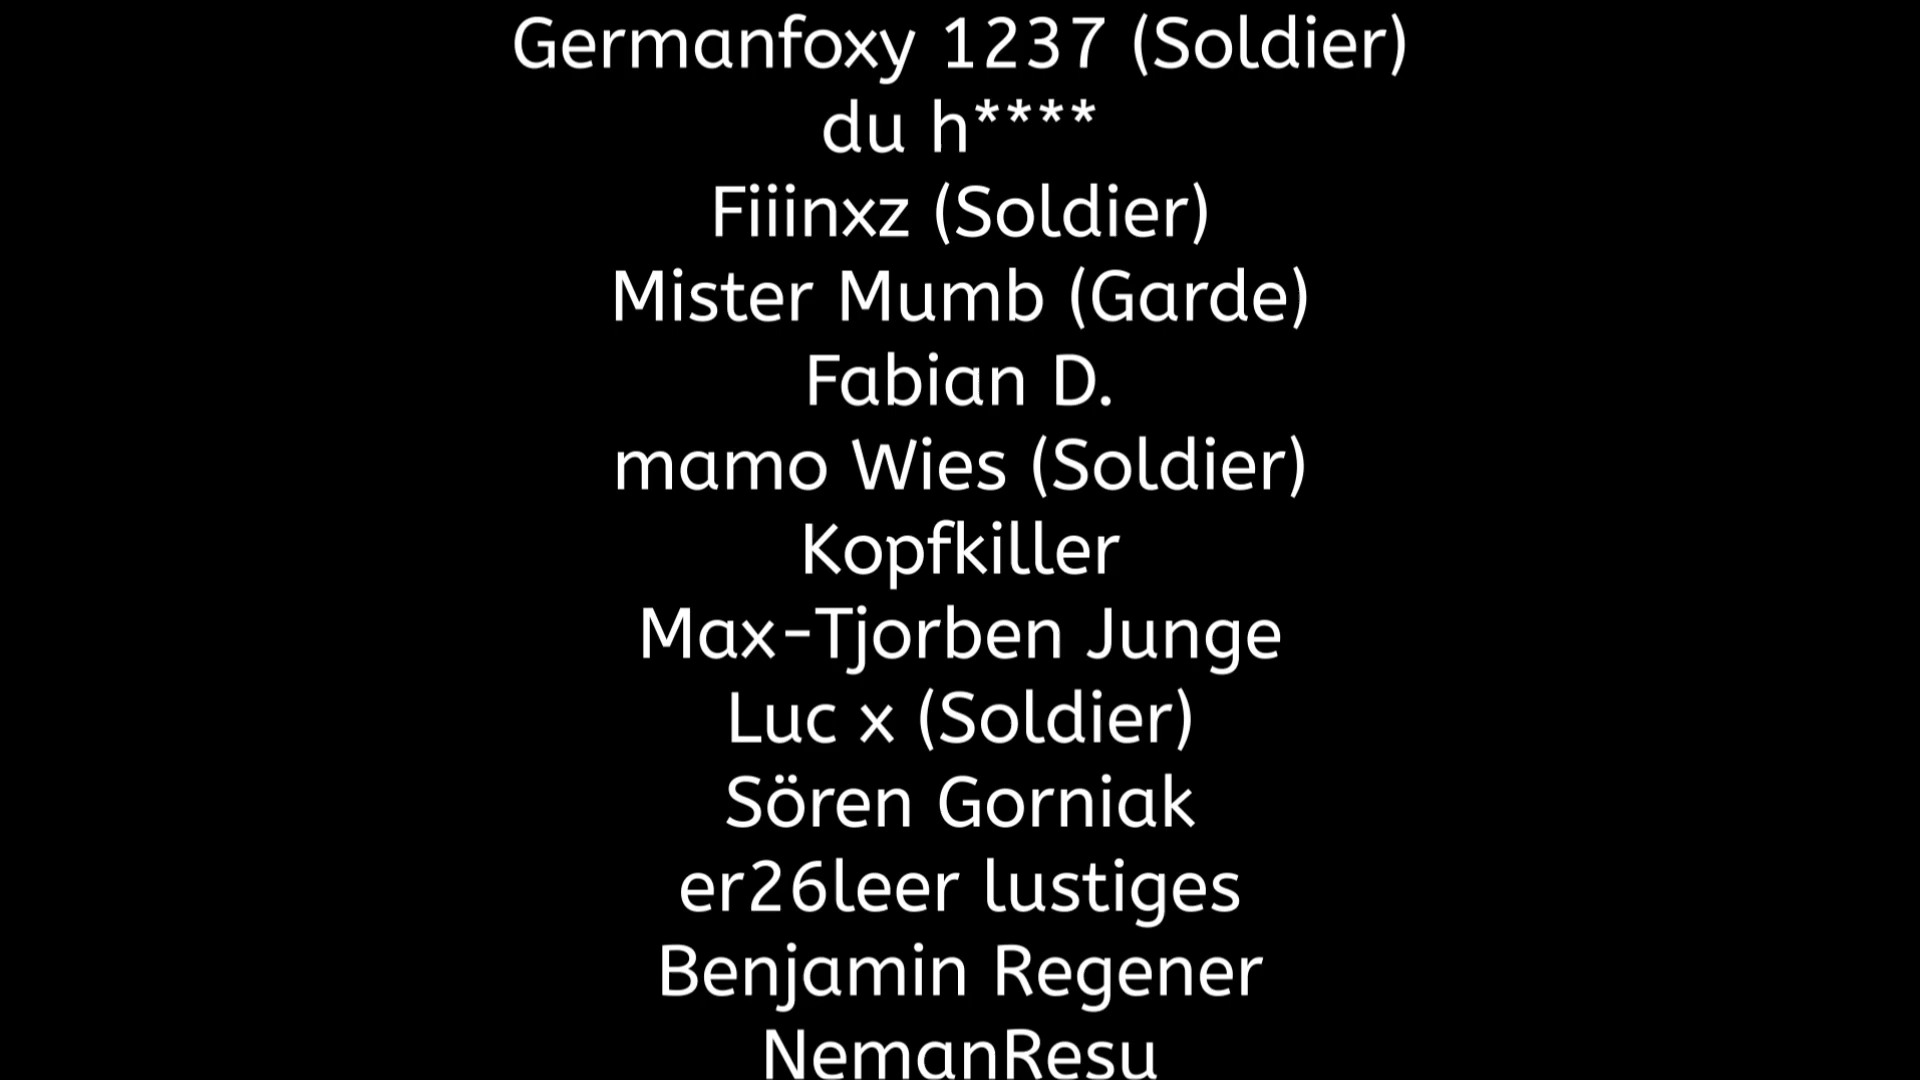 Germanfoxy 1237 (Soldier)
du h****
Fiiinxz (Soldier)
Mister Mumb (Garde)
Fabian D.
mamo Wies (Soldier)
Kopfkiller
Max-Tjorben Junge
Luc x (Soldier)
Sören Gorniak
er26leer lustiges
Benjamin Regener
NemanResu